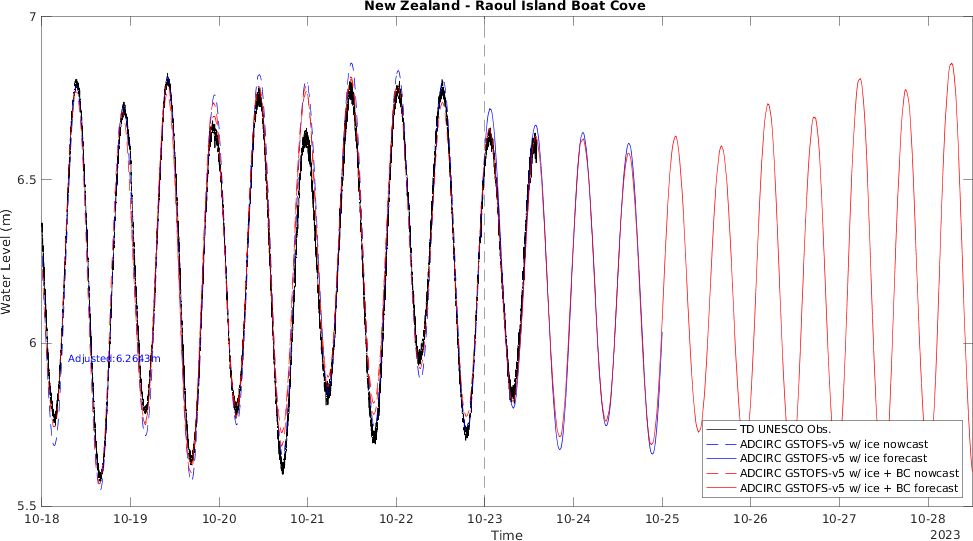 New Zealand - Raoul Island Boat Cove
7
6.5
6
5.5
Water Level (m)
Adjusted:6.2643m
TD UNESCO Obs.
ADCIRC GSTOFS-v5 w/ ice nowcast
ADCIRC GSTOFS-v5 w/ ice forecast
ADCIRC GSTOFS-v5 w/ ice + BC nowcast
ADCIRC GSTOFS-v5 w/ ice + BC forecast
10-18 10-19 10-20 10-21 10-22 10-23 10-24 10-25 10-26 10-27 10-28
2023
Time